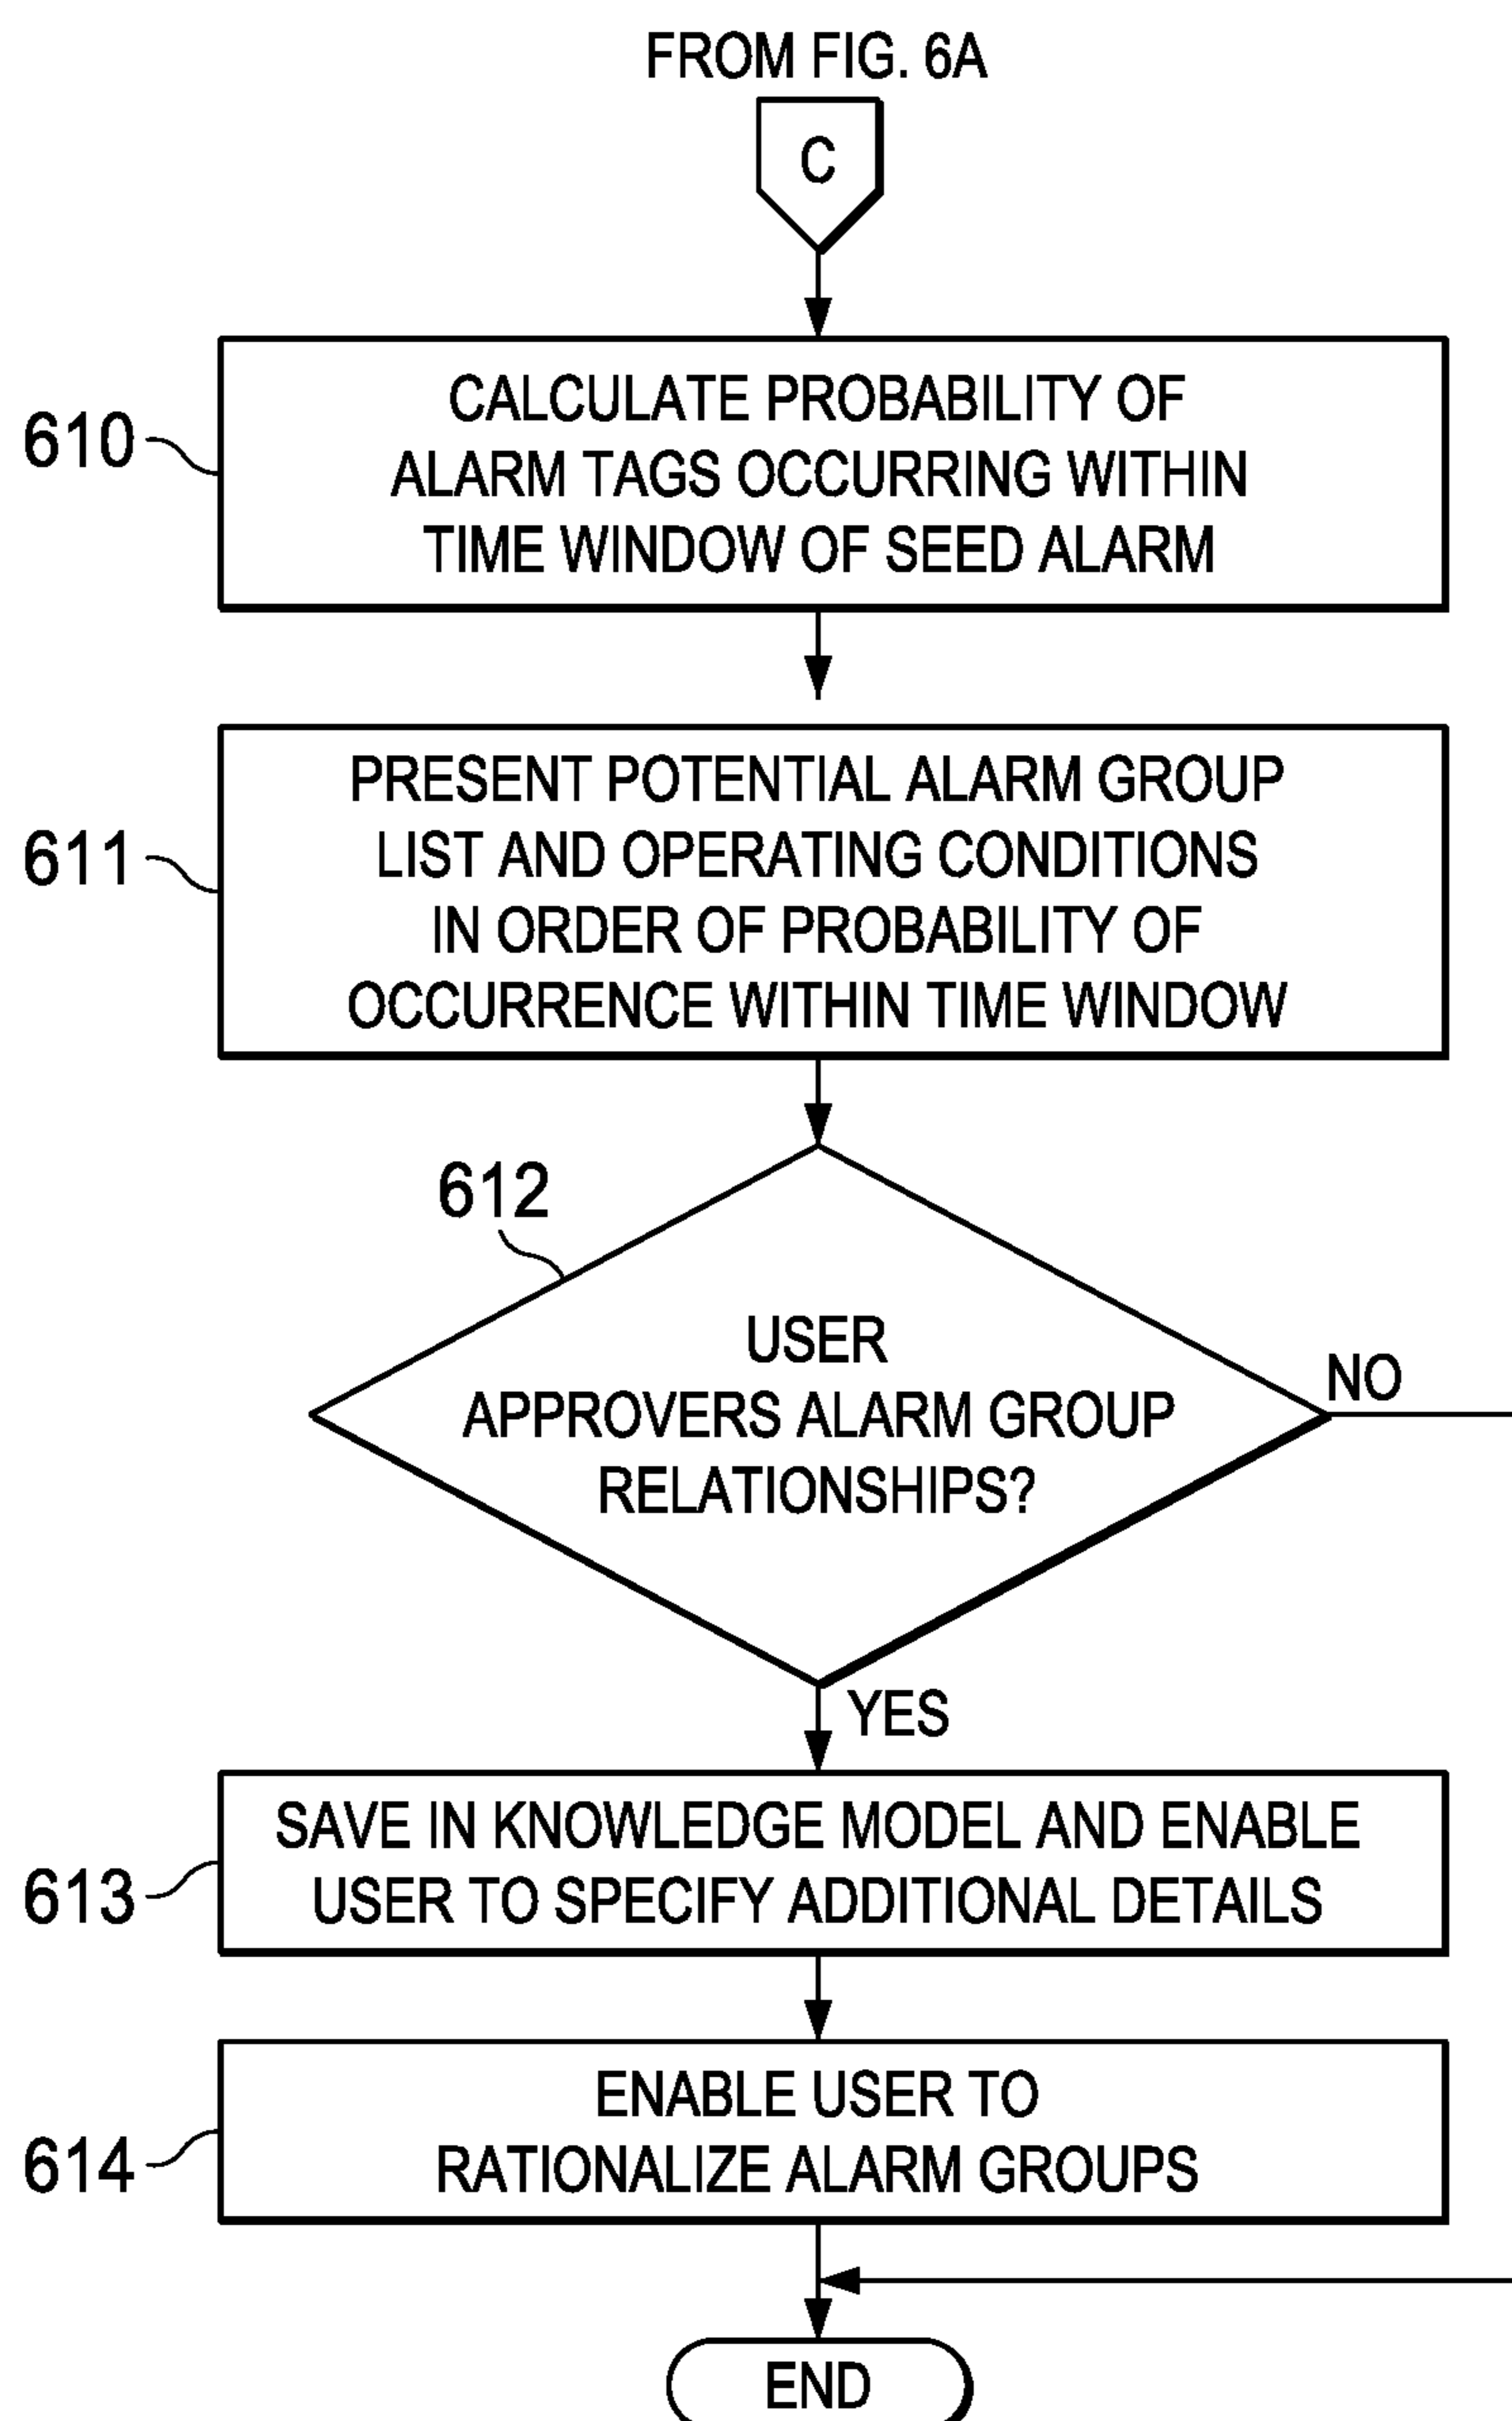 FROM FIG. 6A
C
610
CALCULATE PROBABILITY OF
ALARM TAGS OCCURRING WITHIN
TIME WINDOW OF SEED ALARM
611
PRESENT POTENTIAL ALARM GROUP
LIST AND OPERATING CONDITIONS
IN ORDER OF PROBABILITY OF
OCCURRENCE WITHIN TIME WINDOW
612
USER
APPROVERS ALARM GROUP
RELATIONSHIPS?
NO
YES
613
SAVE IN KNOWLEDGE MODEL AND ENABLE
USER TO SPECIFY ADDITIONAL DETAILS
614
ENABLE USER TO
RATIONALIZE ALARM GROUPS
END